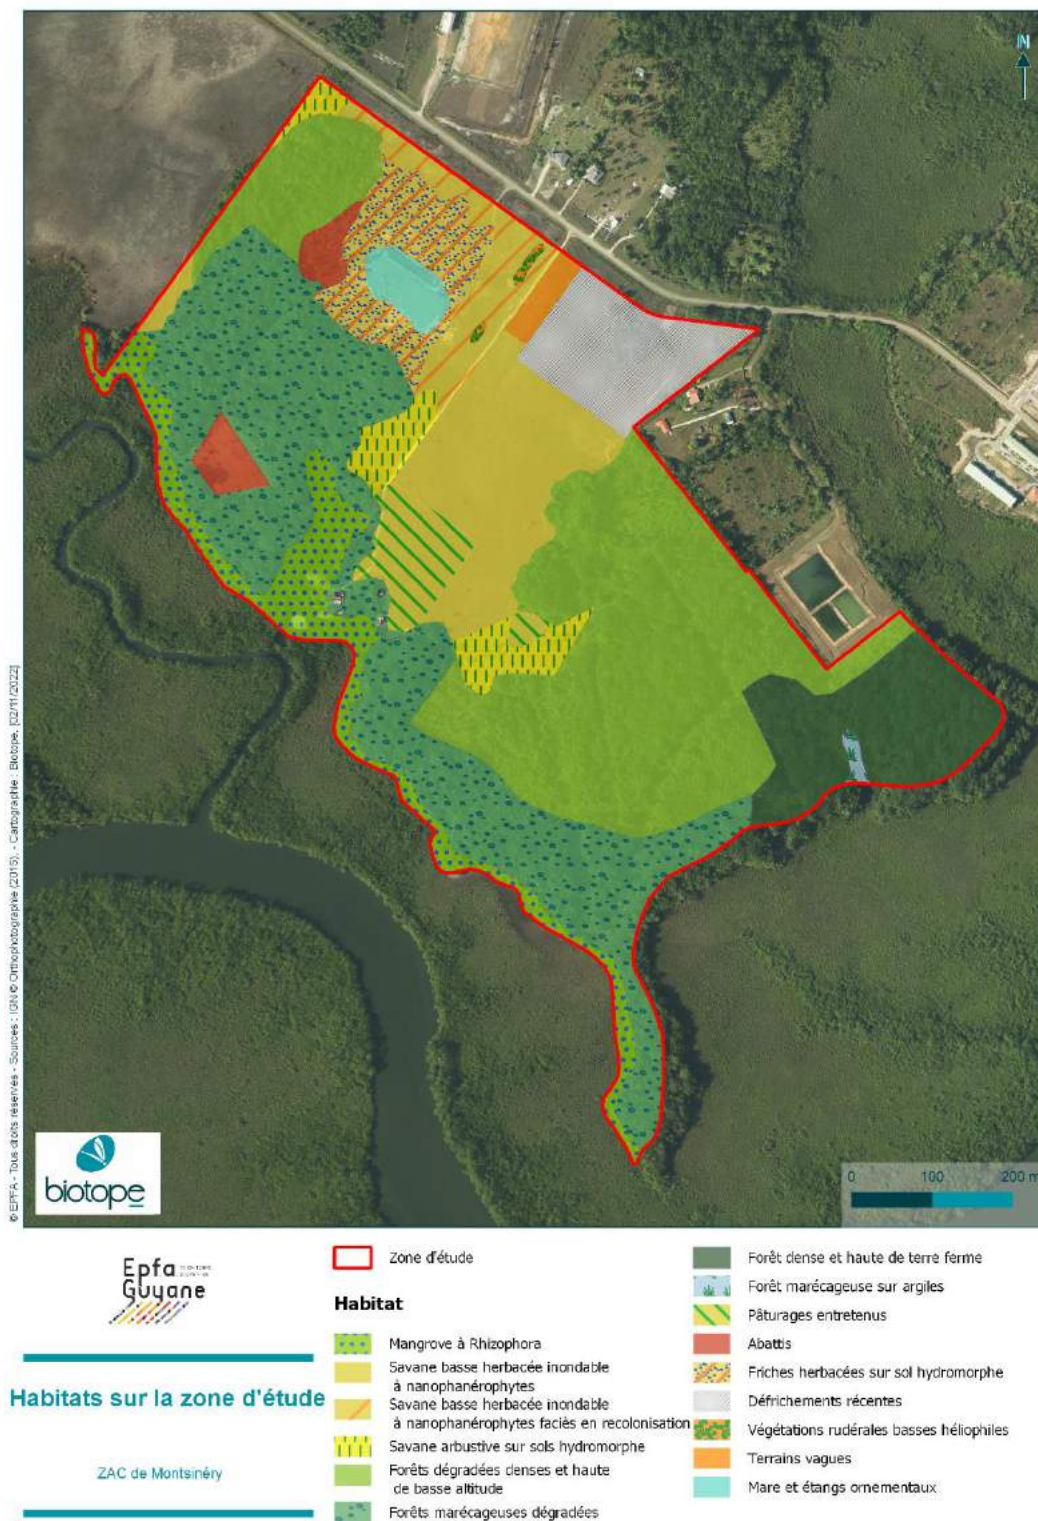 N
© EPFA - Tous droits réservés - Sources : IGN © Orthophotographie (2015), - Cartographie : Biotope, [02/11/2022]
biotope
0 100 200 m
Epfa
Guyane
Habitats sur la zone d'étude
ZAC de Montsinéry
Zone d'étude
Habitat
Mangrove à Rhizophora
Savane basse herbacée inondable
à nanophanérophytes
Savane basse herbacée inondable
à nanophanérophytes faciès en recolonisation
Savane arbustive sur sols hydromorphe
Forêts dégradées denses et haute
de basse altitude
Forêts marécageuses dégradées
Forêt dense et haute de terre ferme
Forêt marécageuse sur argiles
Pâturages entretenus
Abattis
Friches herbacées sur sol hydromorphe
Défrichements récentes
Végétations rudérales basses héliophiles
Terrains vagues
Mare et étangs ornementaux